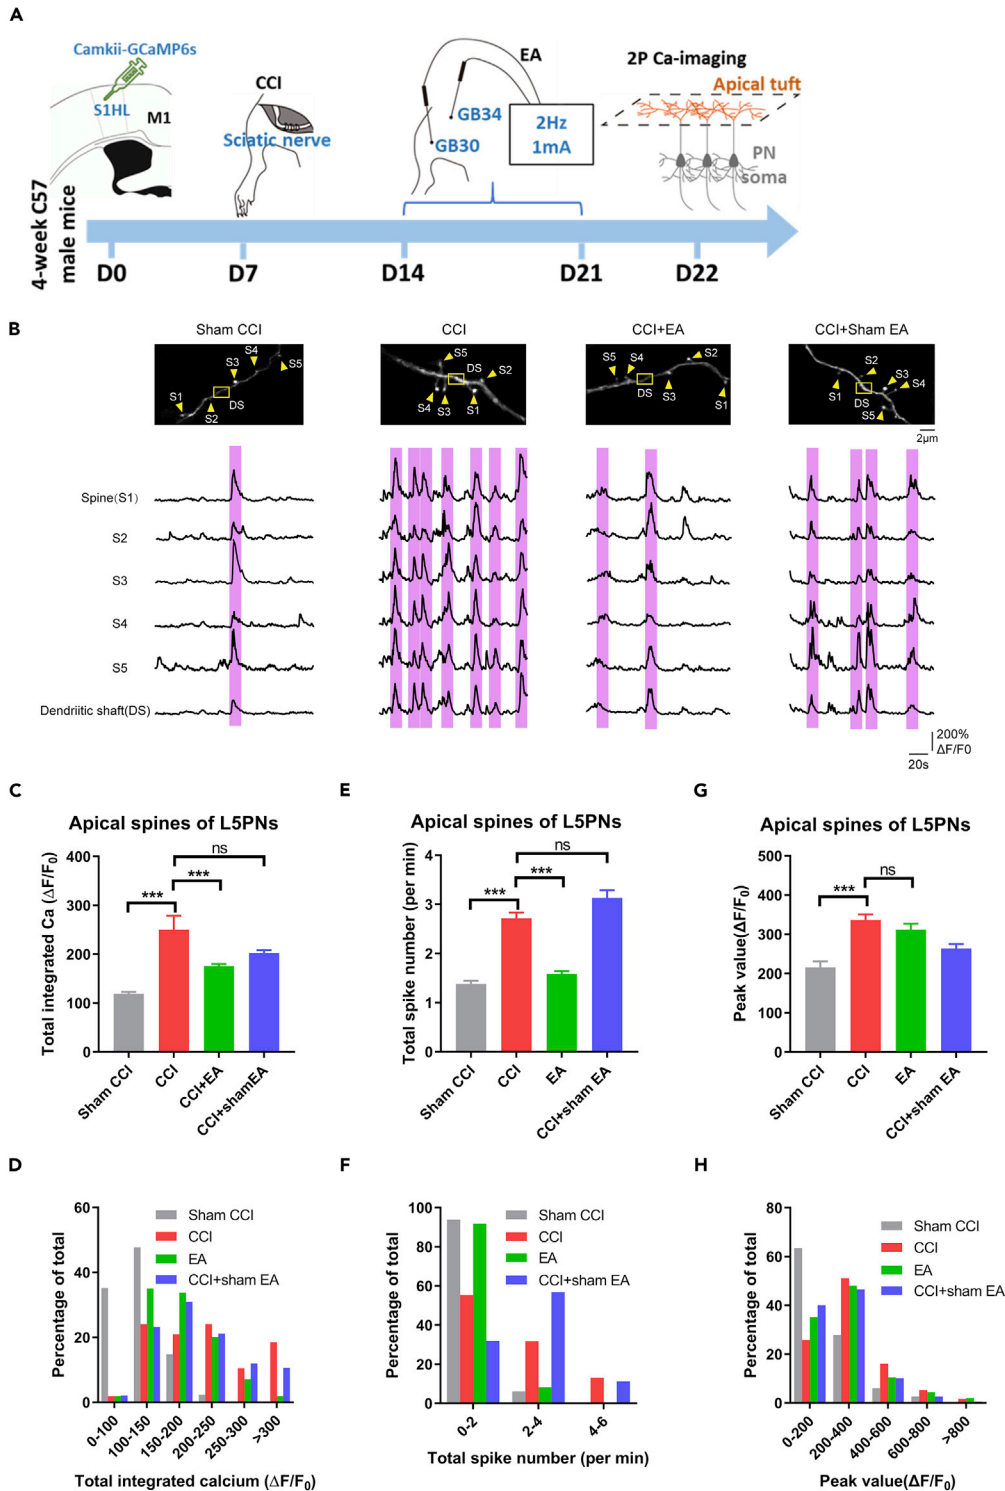 A
Camkii-GCaMP6s
S1HL
M1
CCI
Sciatic nerve
EA
GB34
GB30
2Hz
1mA
2P Ca-imaging
Apical tuft
PN
soma
4-week C57
male mice
D0
D7
D14
D21
D22
B
Sham CCI
CCI
CCI+EA
CCI+Sham EA
S1
S2
S3
S4
S5
DS
S5
S2
S4
S3
S1
DS
S5
S4
S2
DS
S3
S1
S2
S3
S1
S4
DS
S5
2µm
Spine(S1)
S2
S3
S4
S5
Dendriitic shaft(DS)
200%
ΔF/F0
20s
C
Apical spines of L5PNs
Total integrated Ca (ΔF/F0)
400
300
200
100
0
***
***
ns
Sham CCI
CCI
CCI+EA
CCI+shamEA
E
Apical spines of L5PNs
Total spike number (per min)
4
3
2
1
0
***
***
ns
Sham CCI
CCI
EA
CCI+sham EA
G
Apical spines of L5PNs
Peak value(ΔF/F0)
500
400
300
200
100
0
***
ns
Sham CCI
CCI
EA
CCI+sham EA
D
Percentage of total
60
40
20
0
Sham CCI
CCI
EA
CCI+sham EA
0-100
100-150
150-200
200-250
250-300
>300
Total integrated calcium (ΔF/F0)
F
Percentage of total
100
80
60
40
20
0
Sham CCI
CCI
EA
CCI+sham EA
0-2
2-4
4-6
Total spike number (per min)
H
Percentage of total
80
60
40
20
0
Sham CCI
CCI
EA
CCI+sham EA
0-200
200-400
400-600
600-800
>800
Peak value(ΔF/F0)